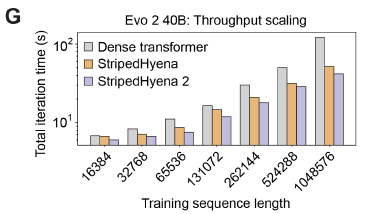 G
Evo 2 40B: Throughput scaling
Total iteration time (s)
10²
10¹
Dense transformer
StripedHyena
StripedHyena 2
16384
32768
65536
131072
262144
524288
1048576
Training sequence length